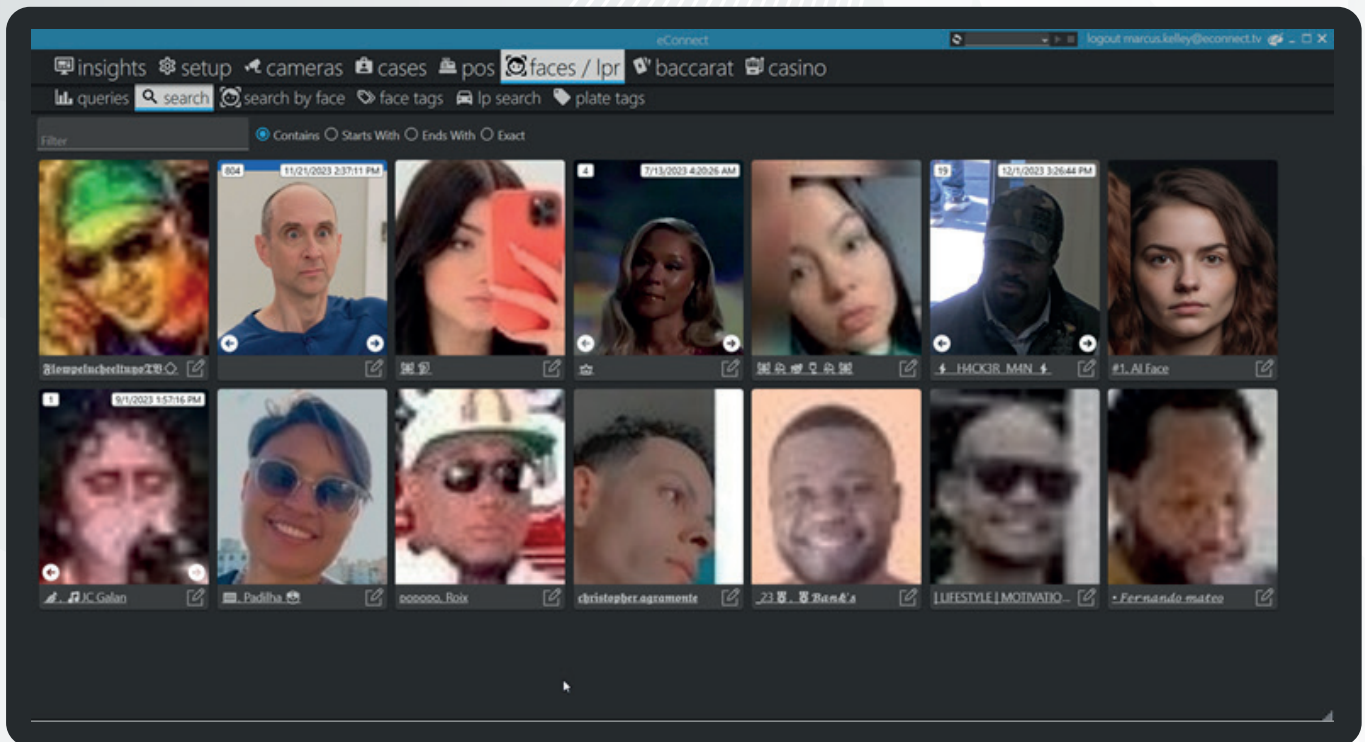 eConnect
logout marcus.kelley@econnect.tv
insights setup cameras cases pos faces / lpr baccarat casino
queries search search by face face tags lp search plate tags
Filter Contains Starts With Ends With Exact
804 11/21/2023 2:37:11 PM
4 7/13/2023 4:20:26 AM
19 12/1/2023 3:26:44 PM
⚡ H4CK3R M4N ⚡
#1. AI Face
1 9/1/2023 1:57:16 PM
JC Galan
Padilha
Roix
christopher.agramonte
_23 Bank's
| LIFESTYLE | MOTIVATIO...
• Fernando mateo